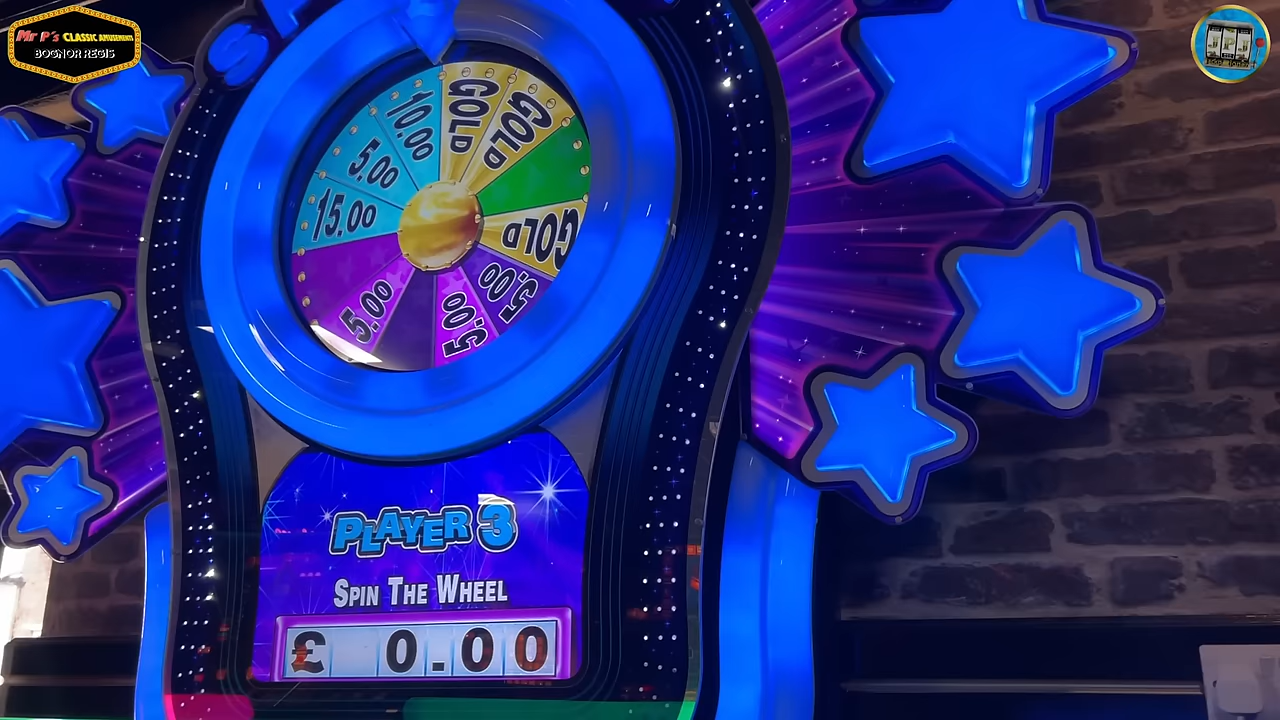 Mr P's CLASSIC AMUSEMENTS
BOGNOR REGIS
GOLD
GOLD
GOLD
5.00
5.00
5.00
15.00
5.00
10.00
PLAYER 3
SPIN THE WHEEL
£ 0.00